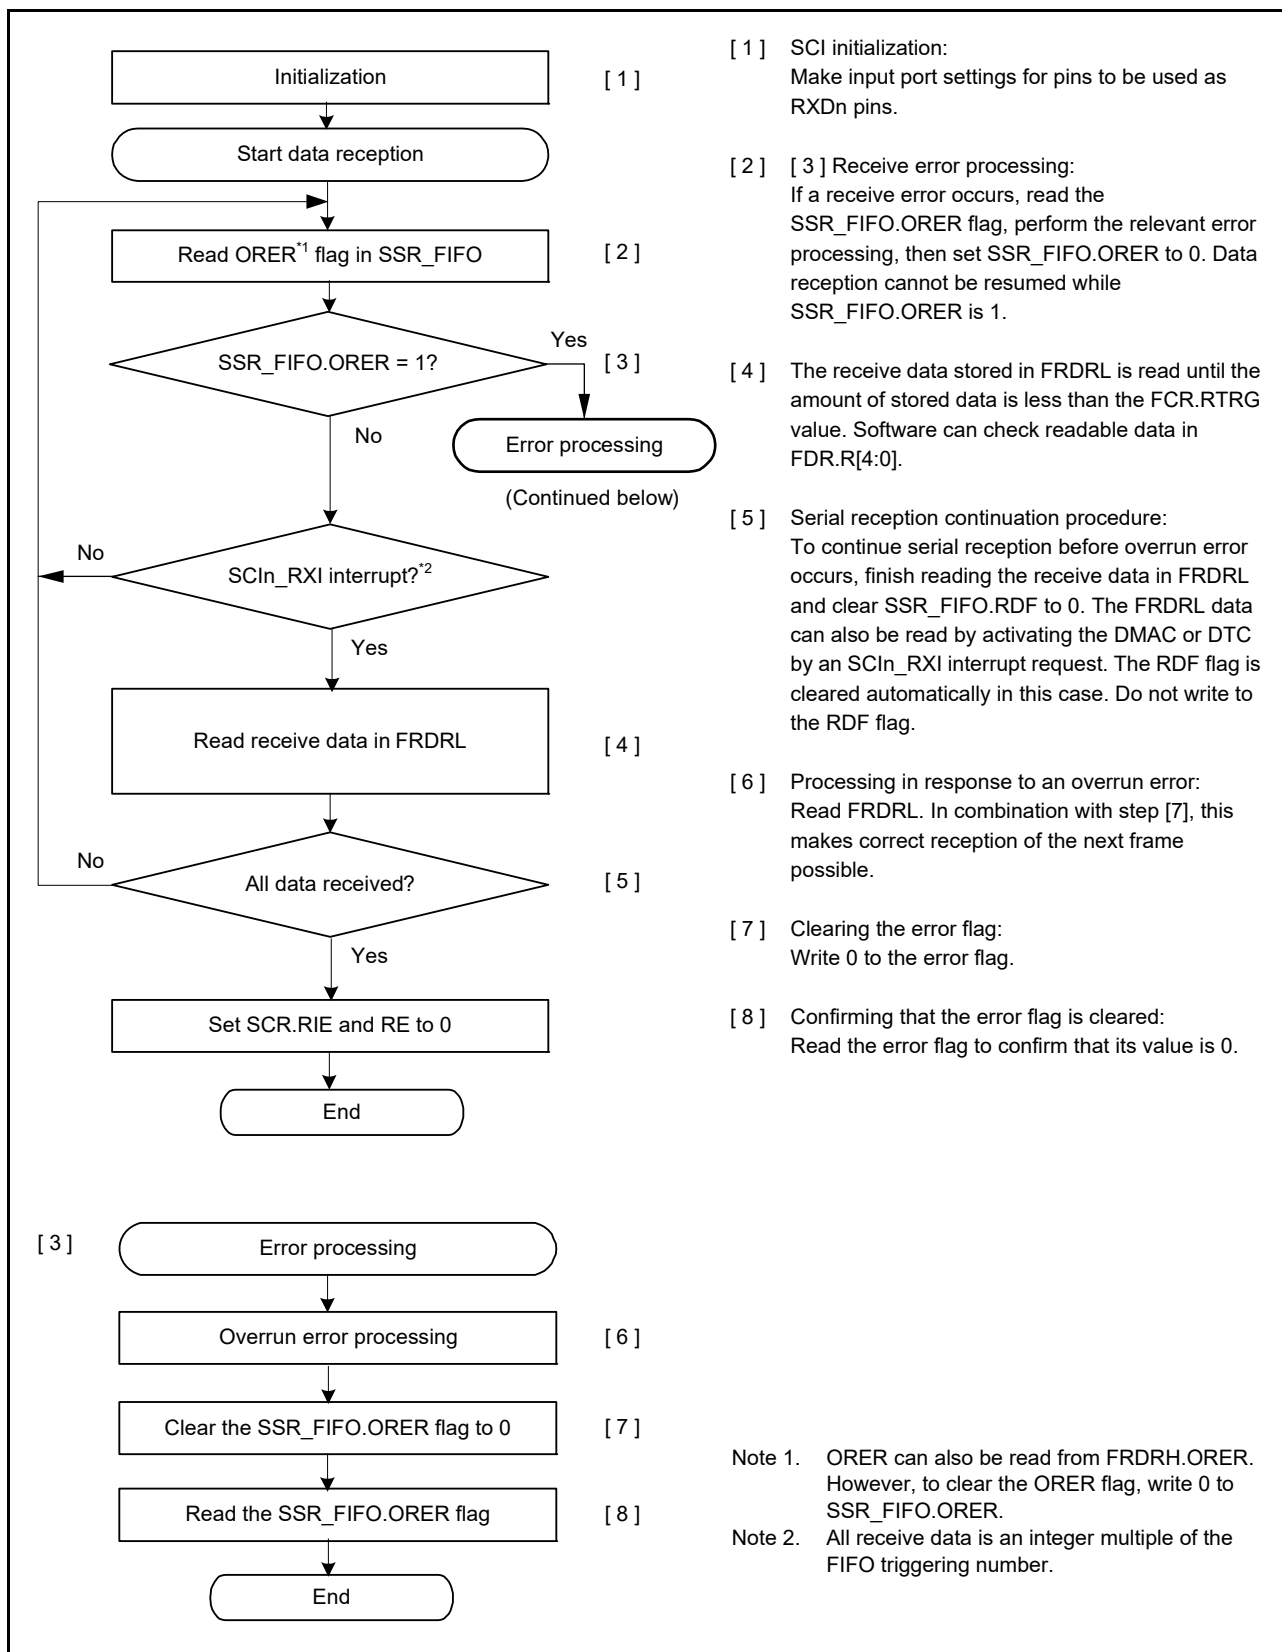 Initialization
[ 1 ]
Start data reception
Read ORER*1 flag in SSR_FIFO
[ 2 ]
SSR_FIFO.ORER = 1?
Yes
[ 3 ]
No
Error processing
(Continued below)
No
SCIn_RXI interrupt?*2
Yes
Read receive data in FRDRL
[ 4 ]
No
All data received?
[ 5 ]
Yes
Set SCR.RIE and RE to 0
End
[ 1 ] SCI initialization:
Make input port settings for pins to be used as
RXDn pins.
[ 2 ] [ 3 ] Receive error processing:
If a receive error occurs, read the
SSR_FIFO.ORER flag, perform the relevant error
processing, then set SSR_FIFO.ORER to 0. Data
reception cannot be resumed while
SSR_FIFO.ORER is 1.
[ 4 ] The receive data stored in FRDRL is read until the
amount of stored data is less than the FCR.RTRG
value. Software can check readable data in
FDR.R[4:0].
[ 5 ] Serial reception continuation procedure:
To continue serial reception before overrun error
occurs, finish reading the receive data in FRDRL
and clear SSR_FIFO.RDF to 0. The FRDRL data
can also be read by activating the DMAC or DTC
by an SCIn_RXI interrupt request. The RDF flag is
cleared automatically in this case. Do not write to
the RDF flag.
[ 6 ] Processing in response to an overrun error:
Read FRDRL. In combination with step [7], this
makes correct reception of the next frame
possible.
[ 7 ] Clearing the error flag:
Write 0 to the error flag.
[ 8 ] Confirming that the error flag is cleared:
Read the error flag to confirm that its value is 0.
[ 3 ]
Error processing
Overrun error processing
[ 6 ]
Clear the SSR_FIFO.ORER flag to 0
[ 7 ]
Read the SSR_FIFO.ORER flag
[ 8 ]
End
Note 1. ORER can also be read from FRDRH.ORER.
However, to clear the ORER flag, write 0 to
SSR_FIFO.ORER.
Note 2. All receive data is an integer multiple of the
FIFO triggering number.